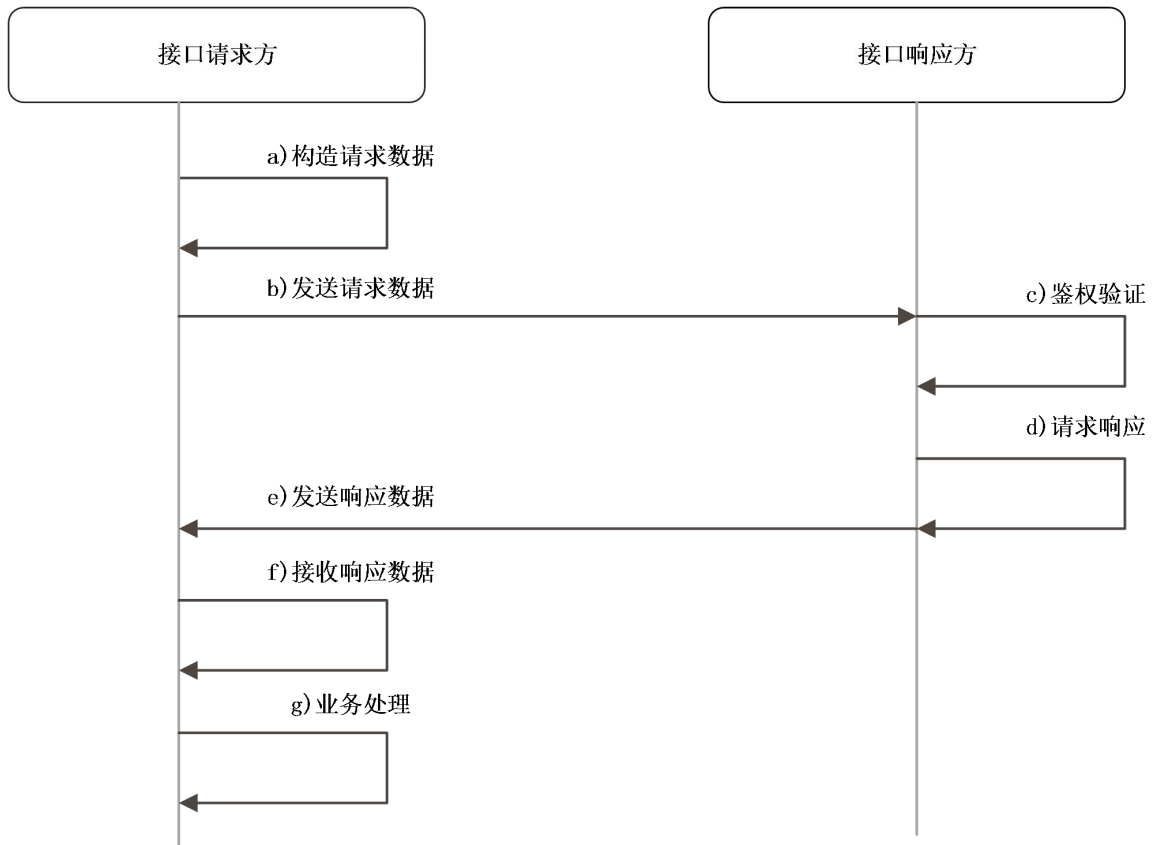 接口请求方
接口响应方
a)构造请求数据
b)发送请求数据
c)鉴权验证
d)请求响应
e)发送响应数据
f)接收响应数据
g)业务处理